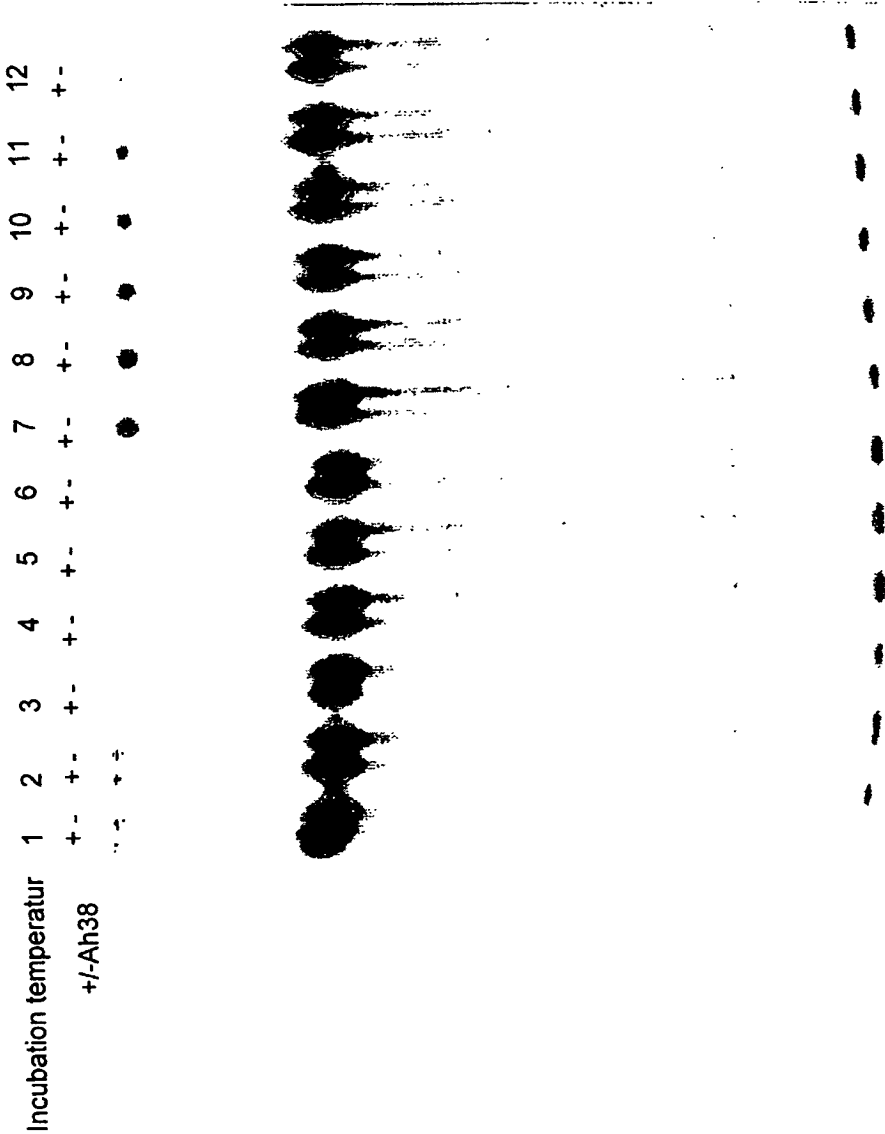 Incubation temperatur 1 2 3 4 5 6 7 8 9 10 11 12
+/-Ah38 + - + - + - + - + - + - + - + - + - + - + - + -